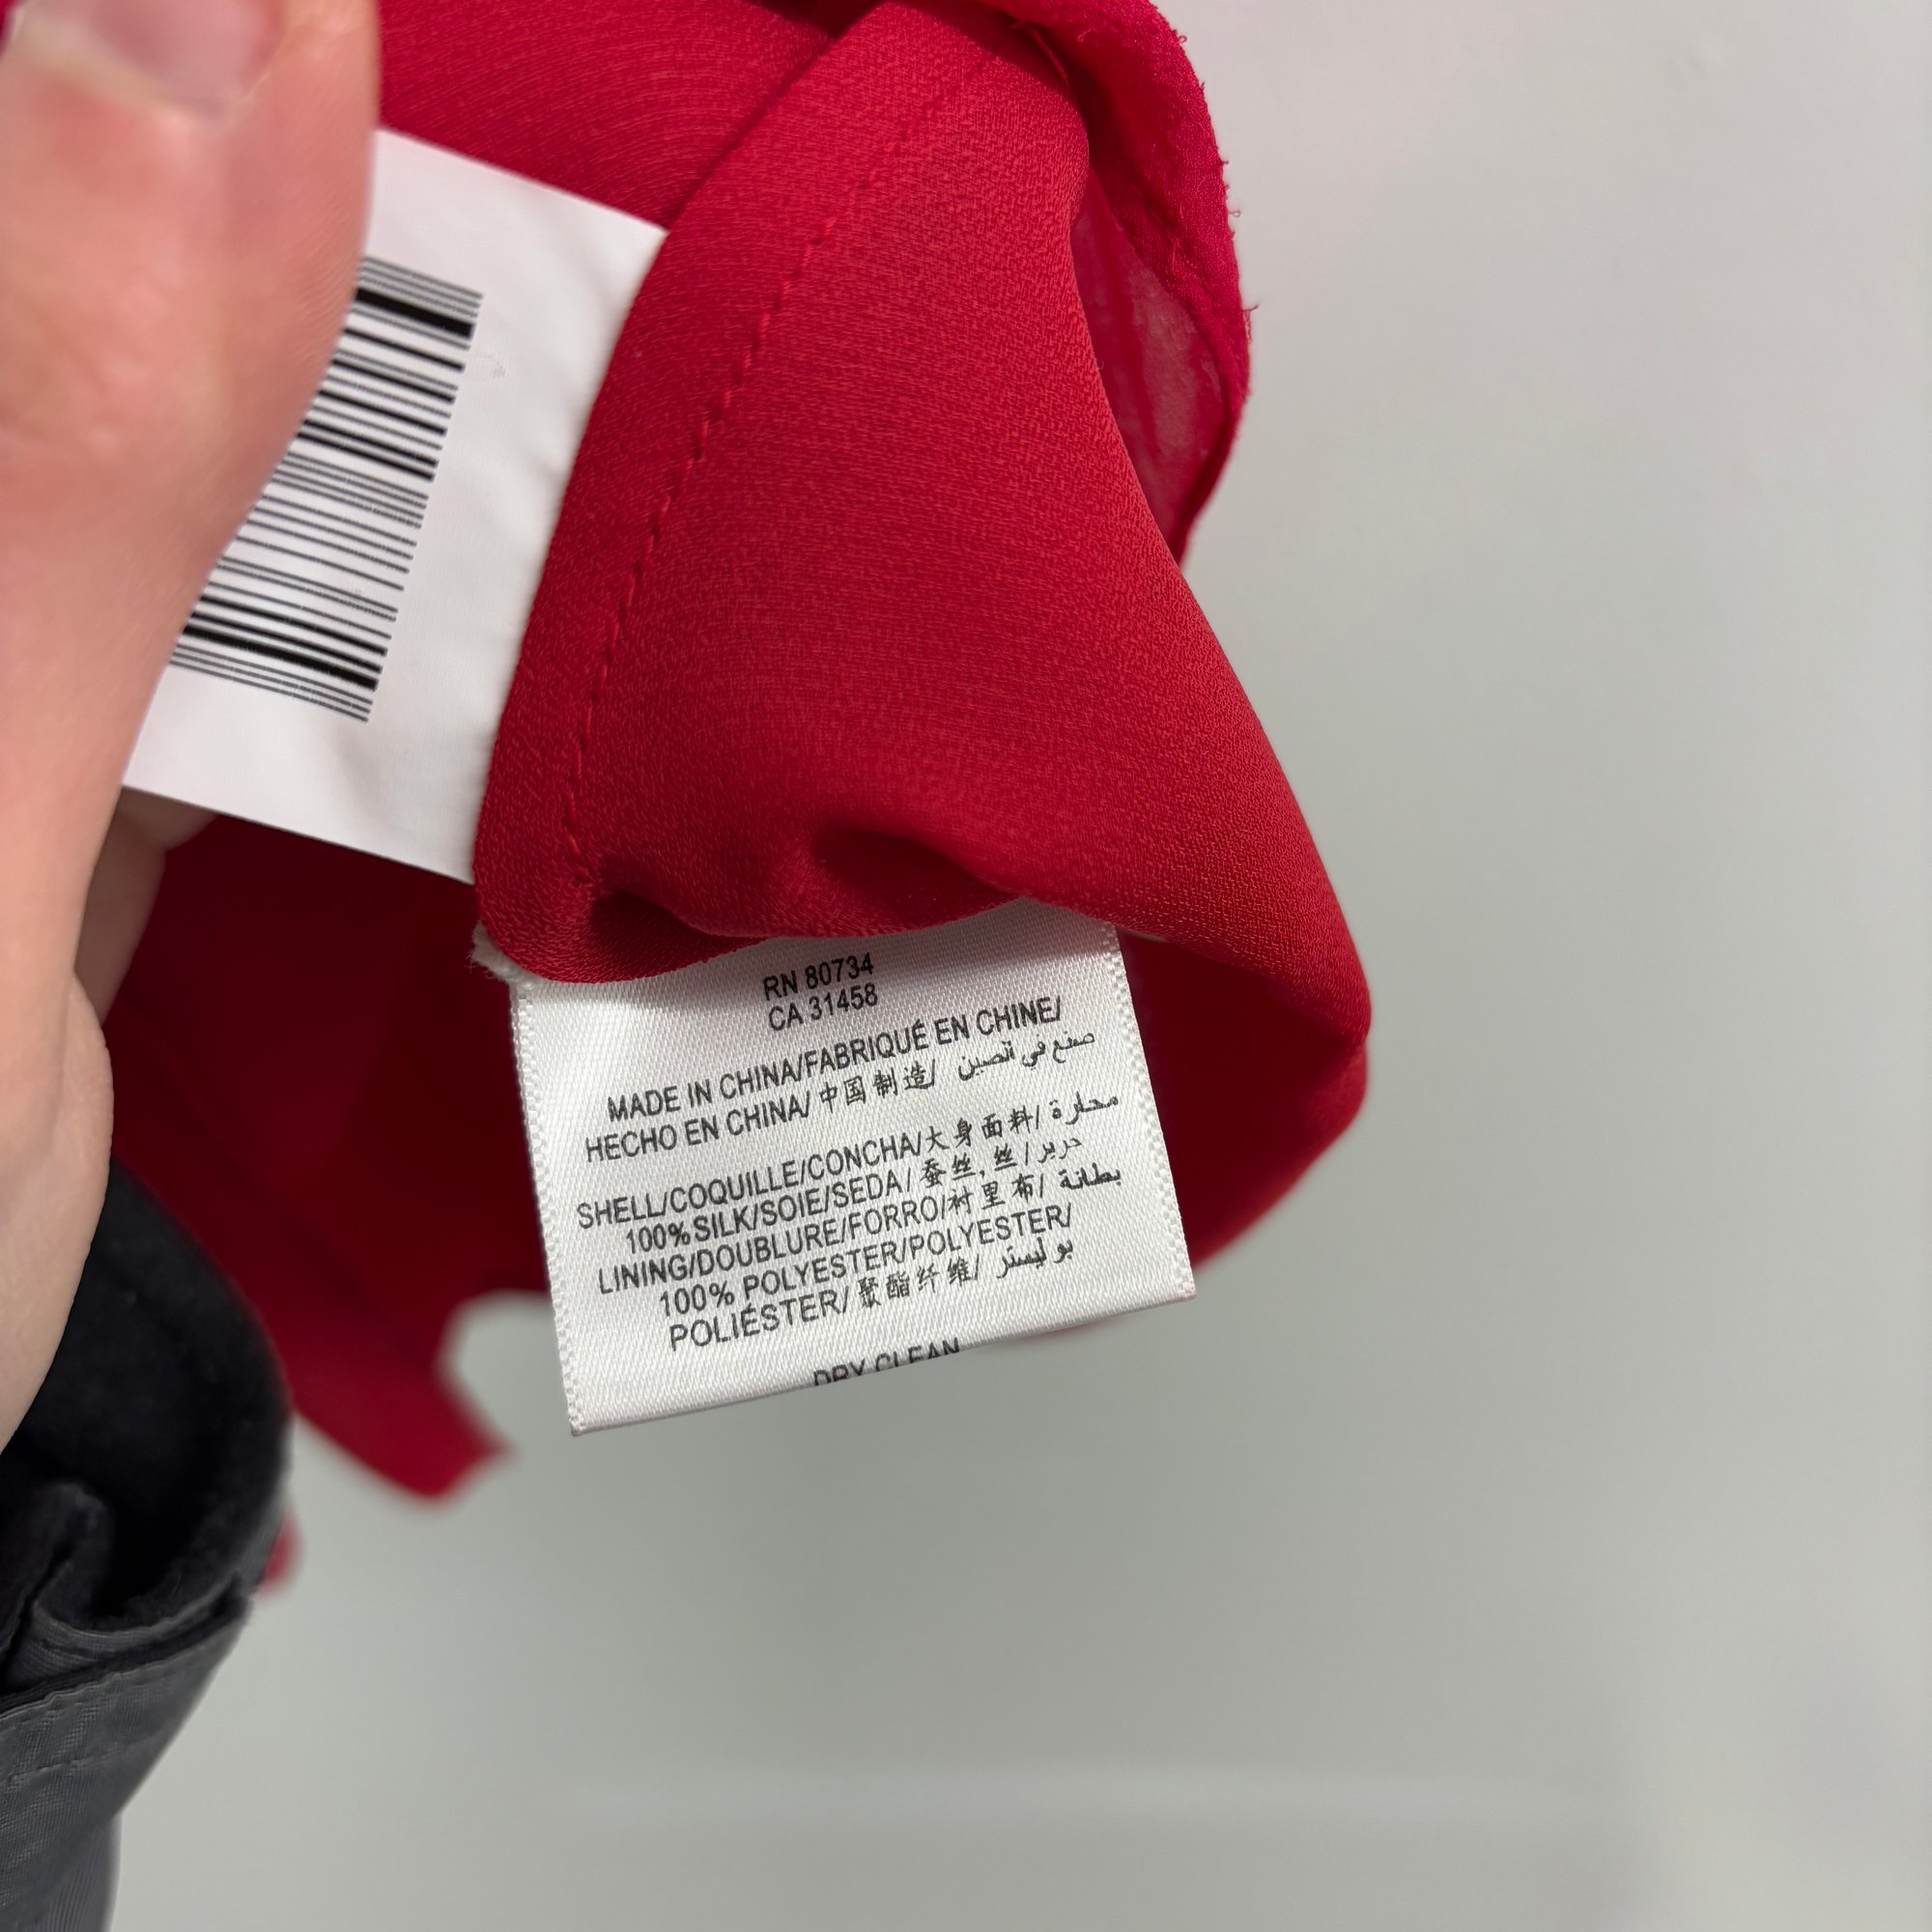 RN 80734
CA 31458
MADE IN CHINA/FABRIQUÉ EN CHINE/
HECHO EN CHINA/ 中国制造/ صنع في الصين
SHELL/COQUILLE/CONCHA/大身面料/ محارة
100% SILK/SOIE/SEDA/ 蚕丝, 丝/ حرير
LINING/DOUBLURE/FORRO/衬里布/ بطانة
100% POLYESTER/POLYESTER/
POLIÉSTER/ 聚酯纤维/ بوليستر
DRY CLEAN